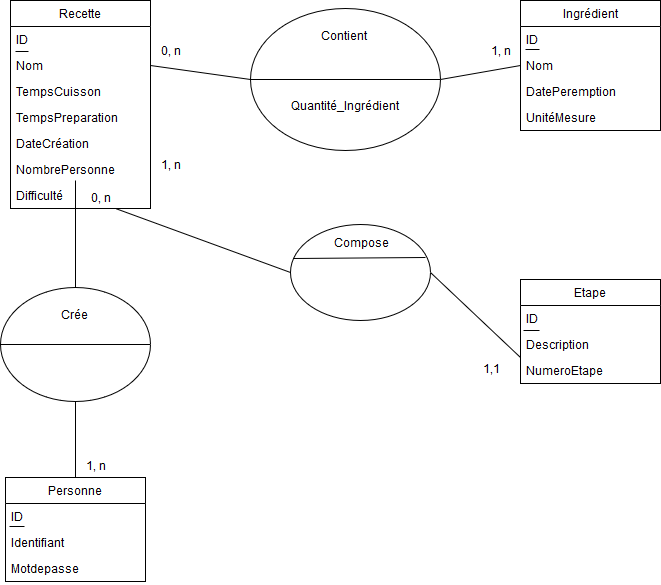 Recette
ID
Nom
TempsCuisson
TempsPreparation
DateCréation
NombrePersonne
Difficulté
0, n
Contient
Quantité_Ingrédient
1, n
Ingrédient
ID
Nom
DatePeremption
UnitéMesure
1, n
0, n
Compose
1,1
Etape
ID
Description
NumeroEtape
Crée
1, n
Personne
ID
Identifiant
Motdepasse